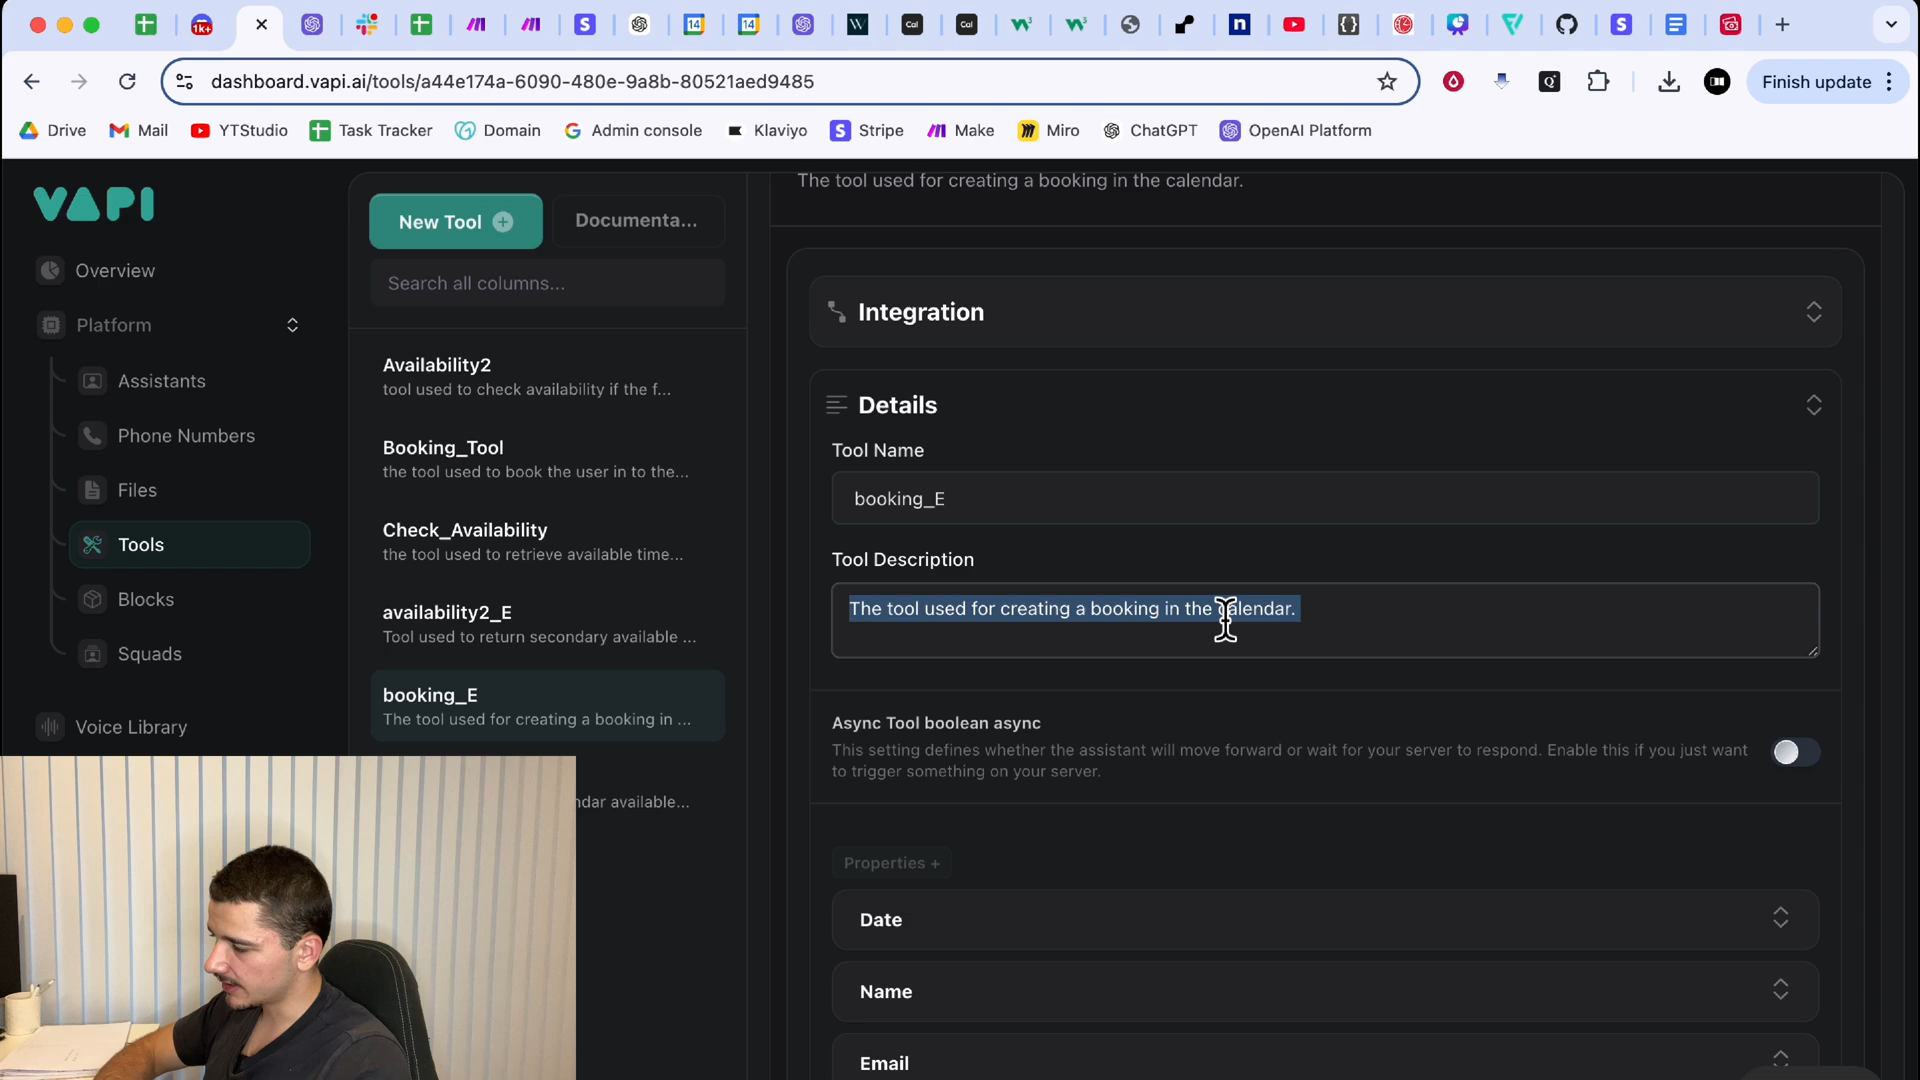 14
14
W
Cal
Cal
n
{ }
1k+
dashboard.vapi.ai/tools/a44e174a-6090-480e-9a8b-80521aed9485
Finish update
Drive
Mail
YTStudio
Task Tracker
Domain
Admin console
Klaviyo
Stripe
Make
Miro
ChatGPT
OpenAI Platform
VAPI
Overview
Platform
Assistants
Phone Numbers
Files
Tools
Blocks
Squads
Voice Library
New Tool
Documenta...
Search all columns...
Availability2
tool used to check availability if the f...
Booking_Tool
the tool used to book the user in to the...
Check_Availability
the tool used to retrieve available time...
availability2_E
Tool used to return secondary available ...
booking_E
The tool used for creating a booking in ...
ndar available...
The tool used for creating a booking in the calendar.
Integration
Details
Tool Name
booking_E
Tool Description
The tool used for creating a booking in the calendar.
Async Tool boolean async
This setting defines whether the assistant will move forward or wait for your server to respond. Enable this if you just want
to trigger something on your server.
Properties +
Date
Name
Email